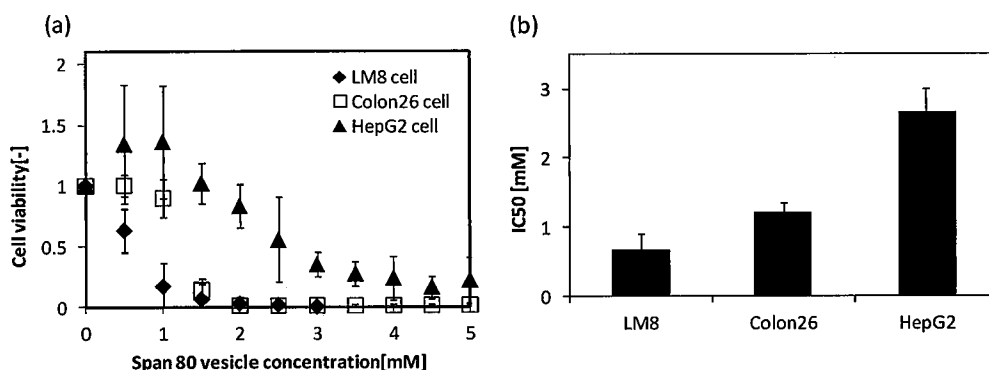 (a)
2
1.5
1
0.5
0
Cell viability[-]
LM8 cell
Colon26 cell
HepG2 cell
0 1 2 3 4 5
Span 80 vesicle concentration[mM]
(b)
3
2
1
0
IC50 [mM]
LM8 Colon26 HepG2